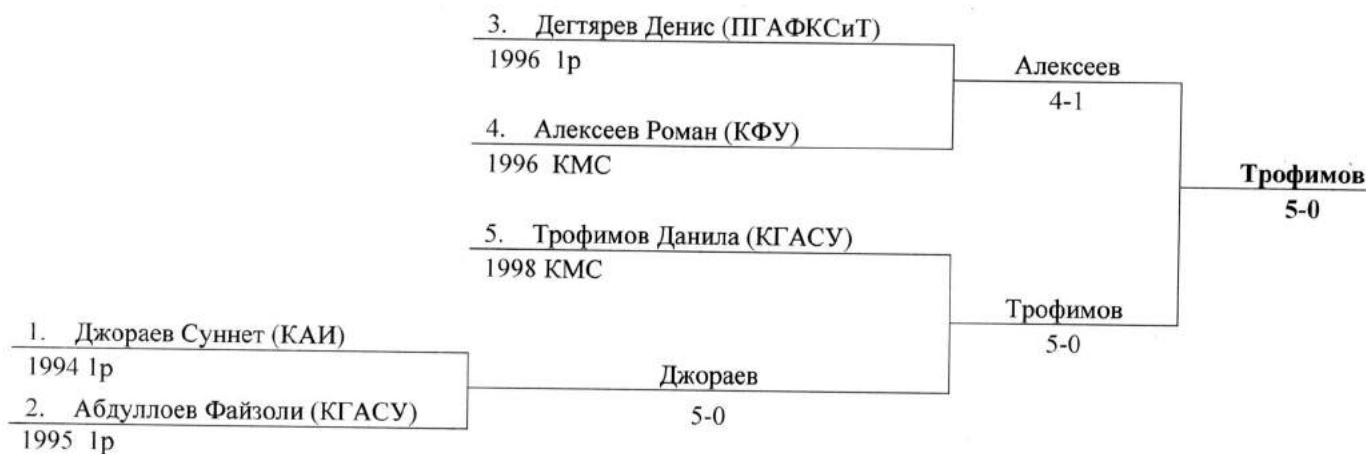 3. Дегтярев Денис (ПГАФКСиТ)
1996 1р
Алексеев
4-1
4. Алексеев Роман (КФУ)
1996 КМС
Трофимов
5-0
5. Трофимов Данила (КГАСУ)
1998 КМС
Трофимов
5-0
1. Джораев Суннет (КАИ)
1994 1р
Джораев
5-0
2. Абдуллоев Файзоли (КГАСУ)
1995 1р